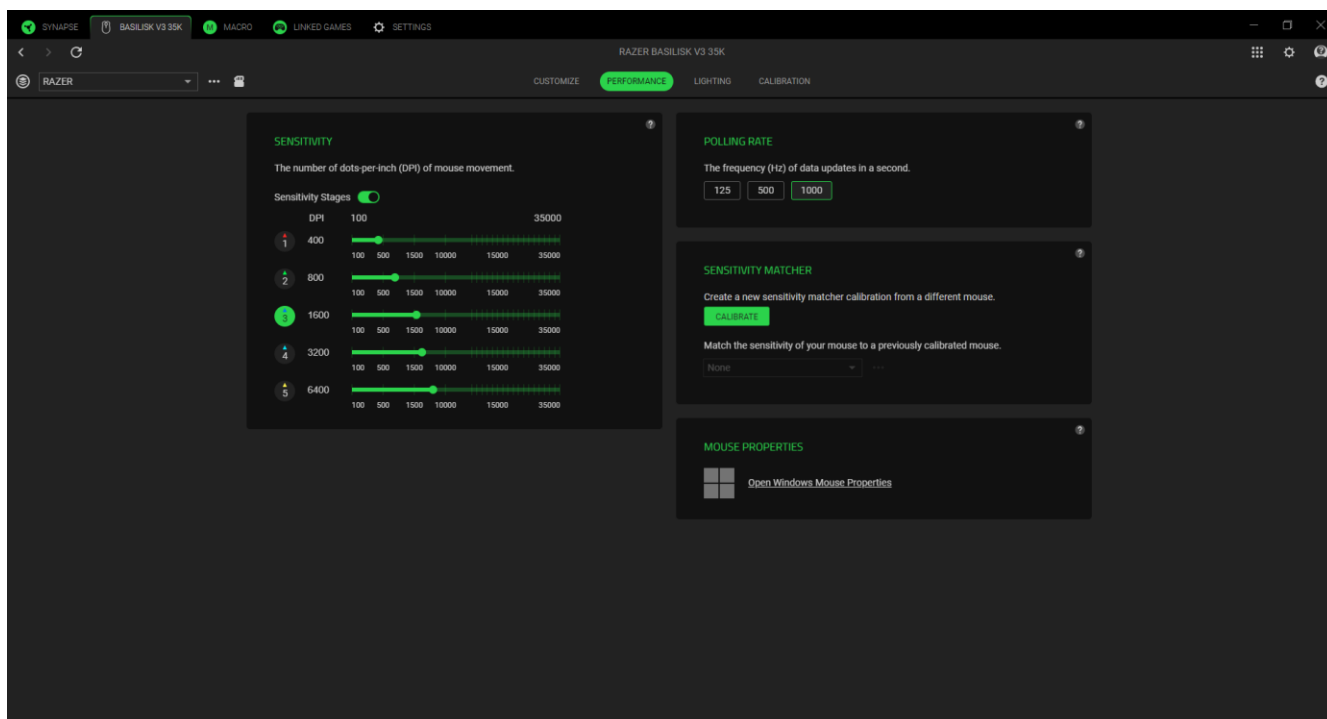 SYNAPSE BASILISK V3 35K M MACRO LINKED GAMES SETTINGS
RAZER BASILISK V3 35K
RAZER CUSTOMIZE PERFORMANCE LIGHTING CALIBRATION ?
SENSITIVITY ?
The number of dots-per-inch (DPI) of mouse movement.
Sensitivity Stages
DPI 100 35000
1 400
100 500 1500 10000 15000 35000
2 800
100 500 1500 10000 15000 35000
3 1600
100 500 1500 10000 15000 35000
4 3200
100 500 1500 10000 15000 35000
5 6400
100 500 1500 10000 15000 35000
POLLING RATE ?
The frequency (Hz) of data updates in a second.
125 500 1000
SENSITIVITY MATCHER ?
Create a new sensitivity matcher calibration from a different mouse.
CALIBRATE
Match the sensitivity of your mouse to a previously calibrated mouse.
None
MOUSE PROPERTIES ?
Open Windows Mouse Properties